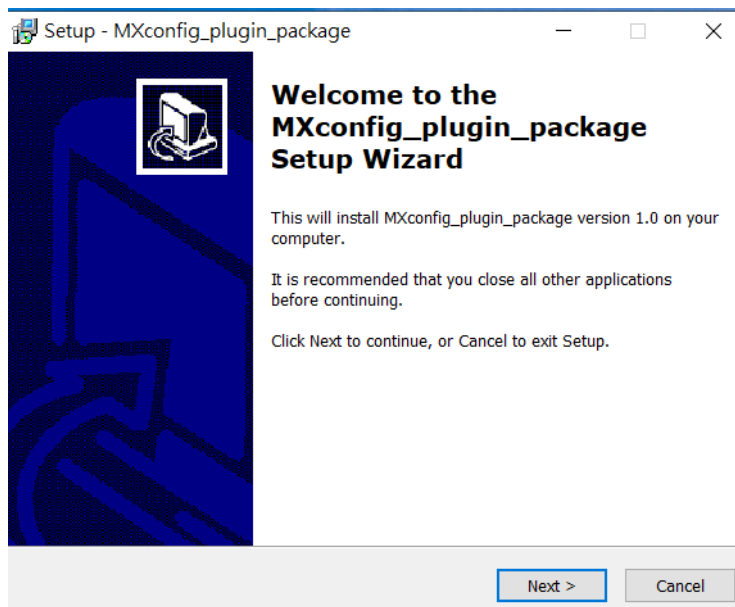 Setup - MXconfig_plugin_package
Welcome to the
MXconfig_plugin_package
Setup Wizard
This will install MXconfig_plugin_package version 1.0 on your
computer.
It is recommended that you close all other applications
before continuing.
Click Next to continue, or Cancel to exit Setup.
Next >
Cancel